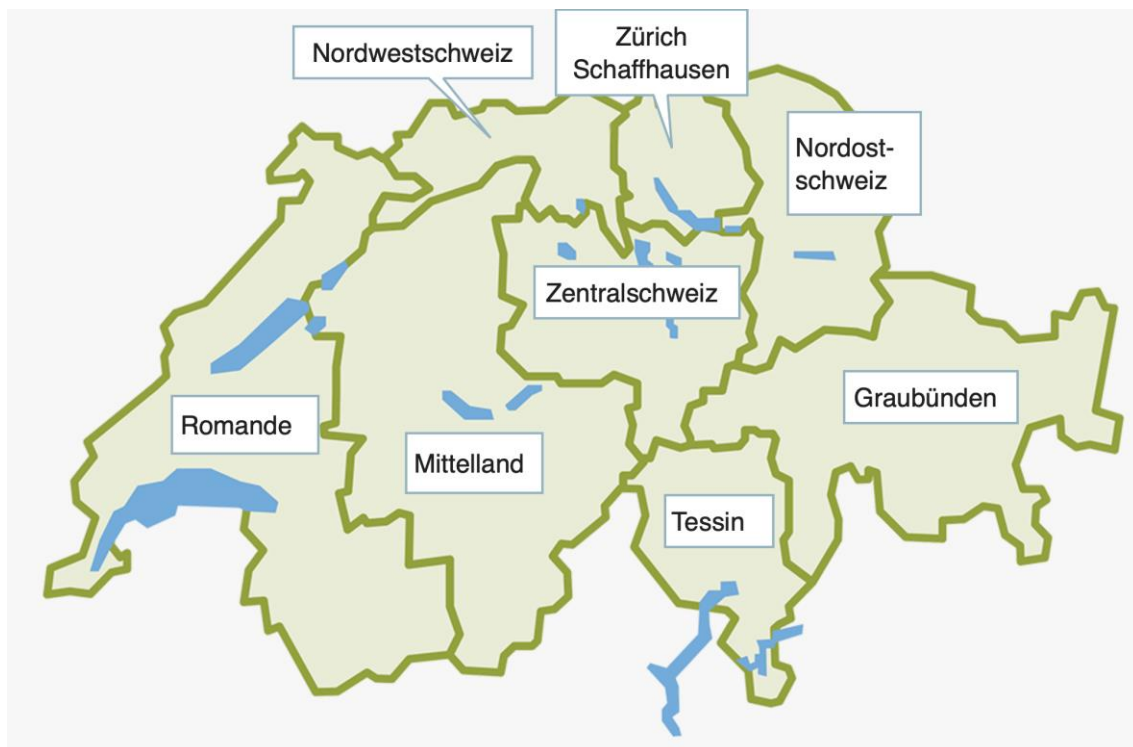 Nordwestschweiz
Zürich
Schaffhausen
Nordost-
schweiz
Zentralschweiz
Graubünden
Romande
Mittelland
Tessin